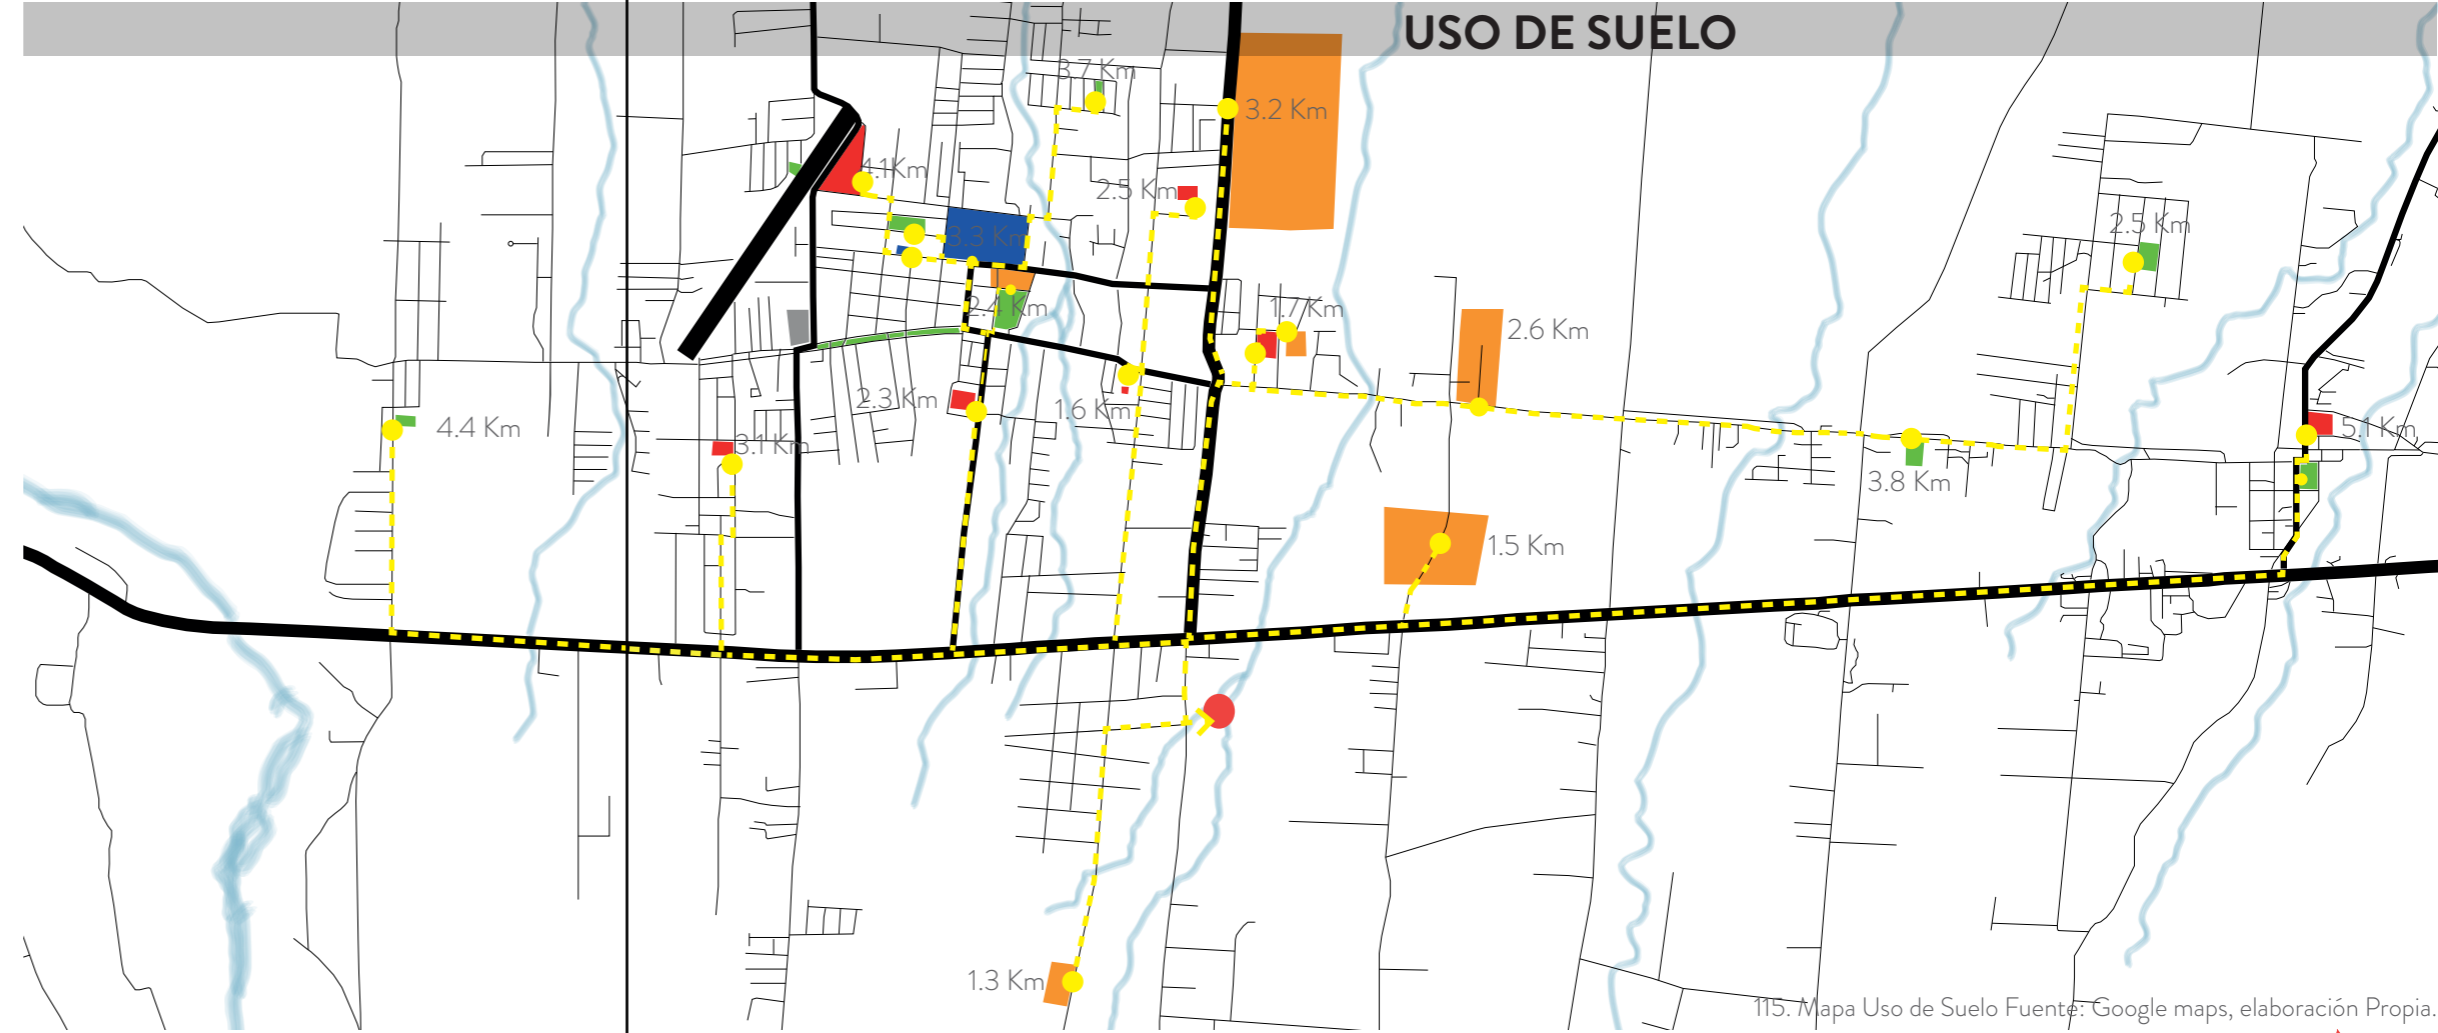 USO DE SUELO
3.7 Km
3.2 Km
4.1Km
2.5 Km
2.5 Km
3.3 Km
2.4 Km
1.7 Km
2.6 Km
2.3 Km
1.6 Km
4.4 Km
3.1 Km
5.1 Km
3.8 Km
1.5 Km
1.3 Km
115. Mapa Uso de Suelo Fuente: Google maps, elaboración Propia.